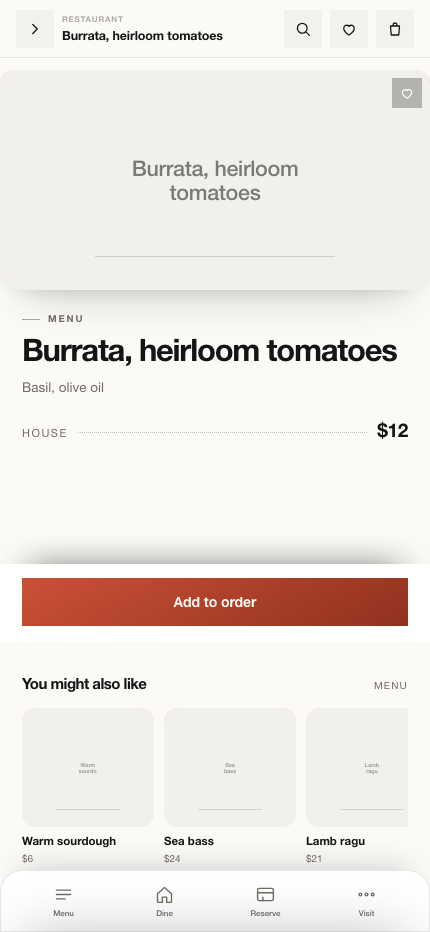 RESTAURANT
Burrata, heirloom tomatoes
Burrata, heirloom
tomatoes
MENU
Burrata, heirloom tomatoes
Basil, olive oil
HOUSE $12
Add to order
You might also like MENU
Warm
sourdo
Sea
bass
Lamb
ragu
Warm sourdough
$6
Sea bass
$24
Lamb ragu
$21
Menu Dine Reserve Visit